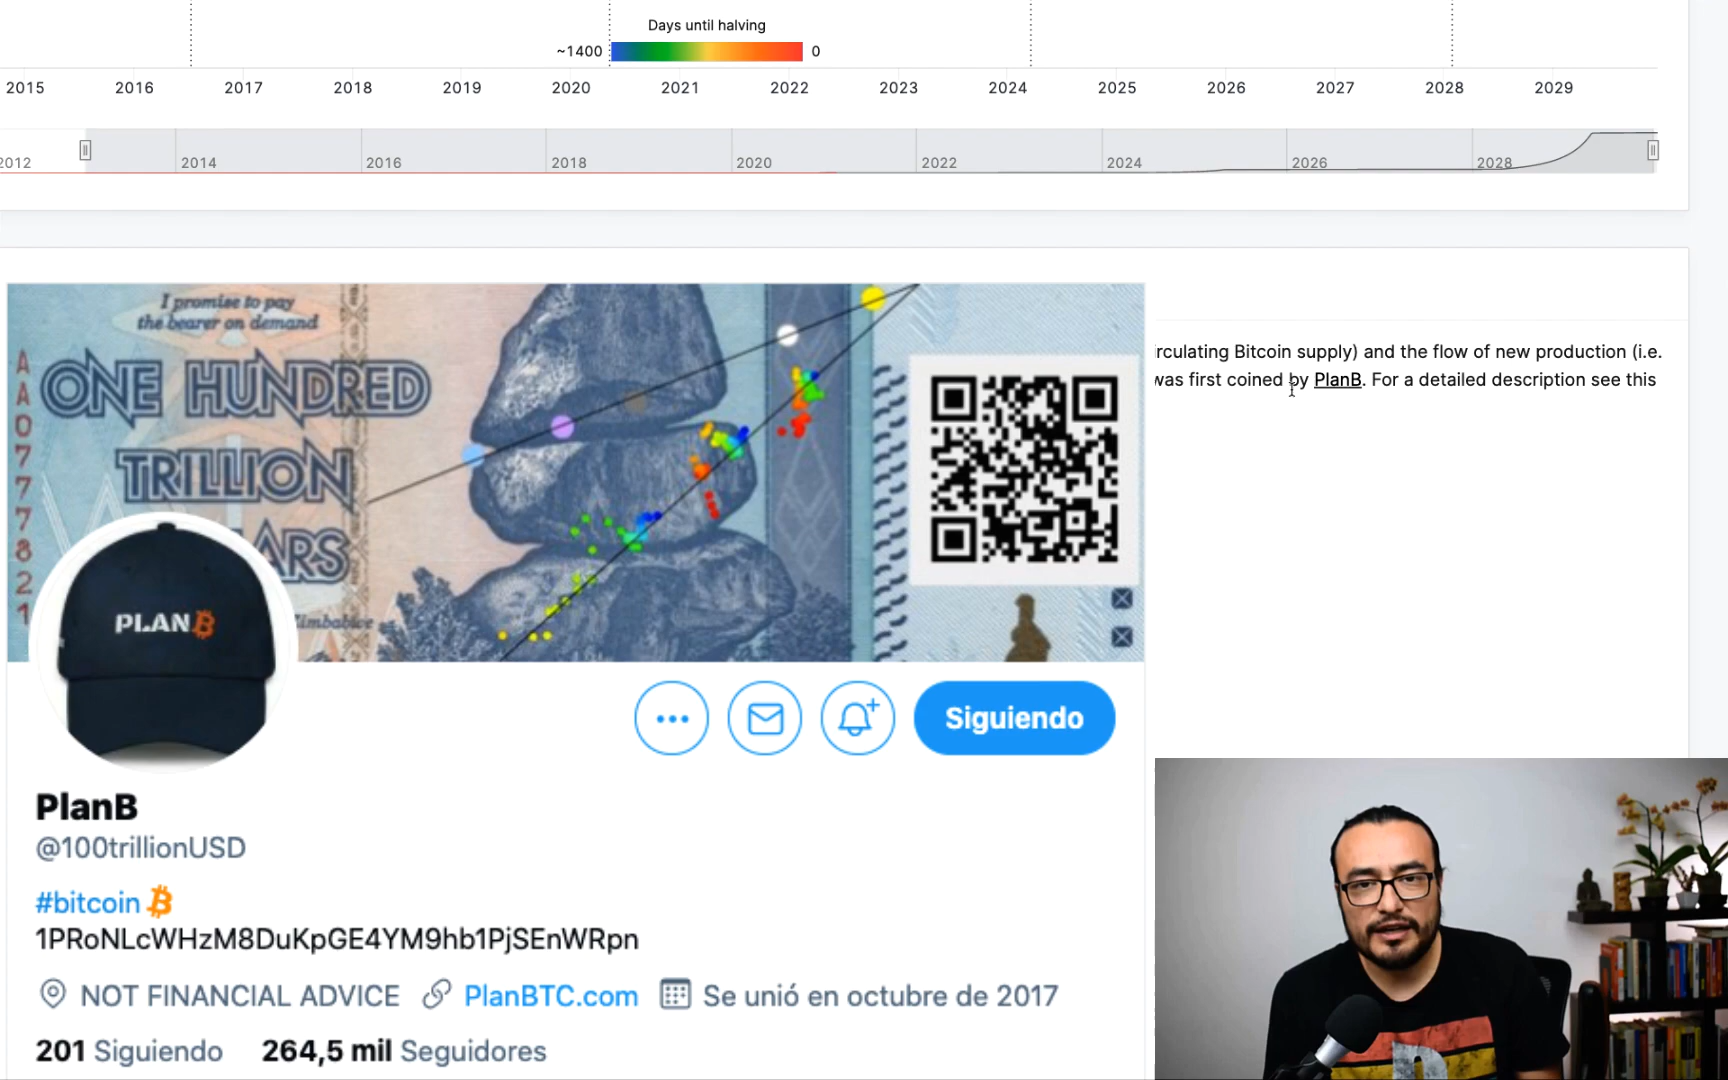 Days until halving
~1400 0
2015 2016 2017 2018 2019 2020 2021 2022 2023 2024 2025 2026 2027 2028 2029
2012 2014 2016 2018 2020 2022 2024 2026 2028
I promise to pay
the bearer on demand
ONE HUNDRED
TRILLION
ARS
AA0777821
Zimbabwe
rculating Bitcoin supply) and the flow of new production (i.e.
was first coined by PlanB. For a detailed description see this
PLANB
Siguiendo
PlanB
@100trillionUSD
#bitcoin
1PRoNLcWHzM8DuKpGE4YM9hb1PjSEnWRpn
NOT FINANCIAL ADVICE PlanBTC.com Se unió en octubre de 2017
201 Siguiendo 264,5 mil Seguidores